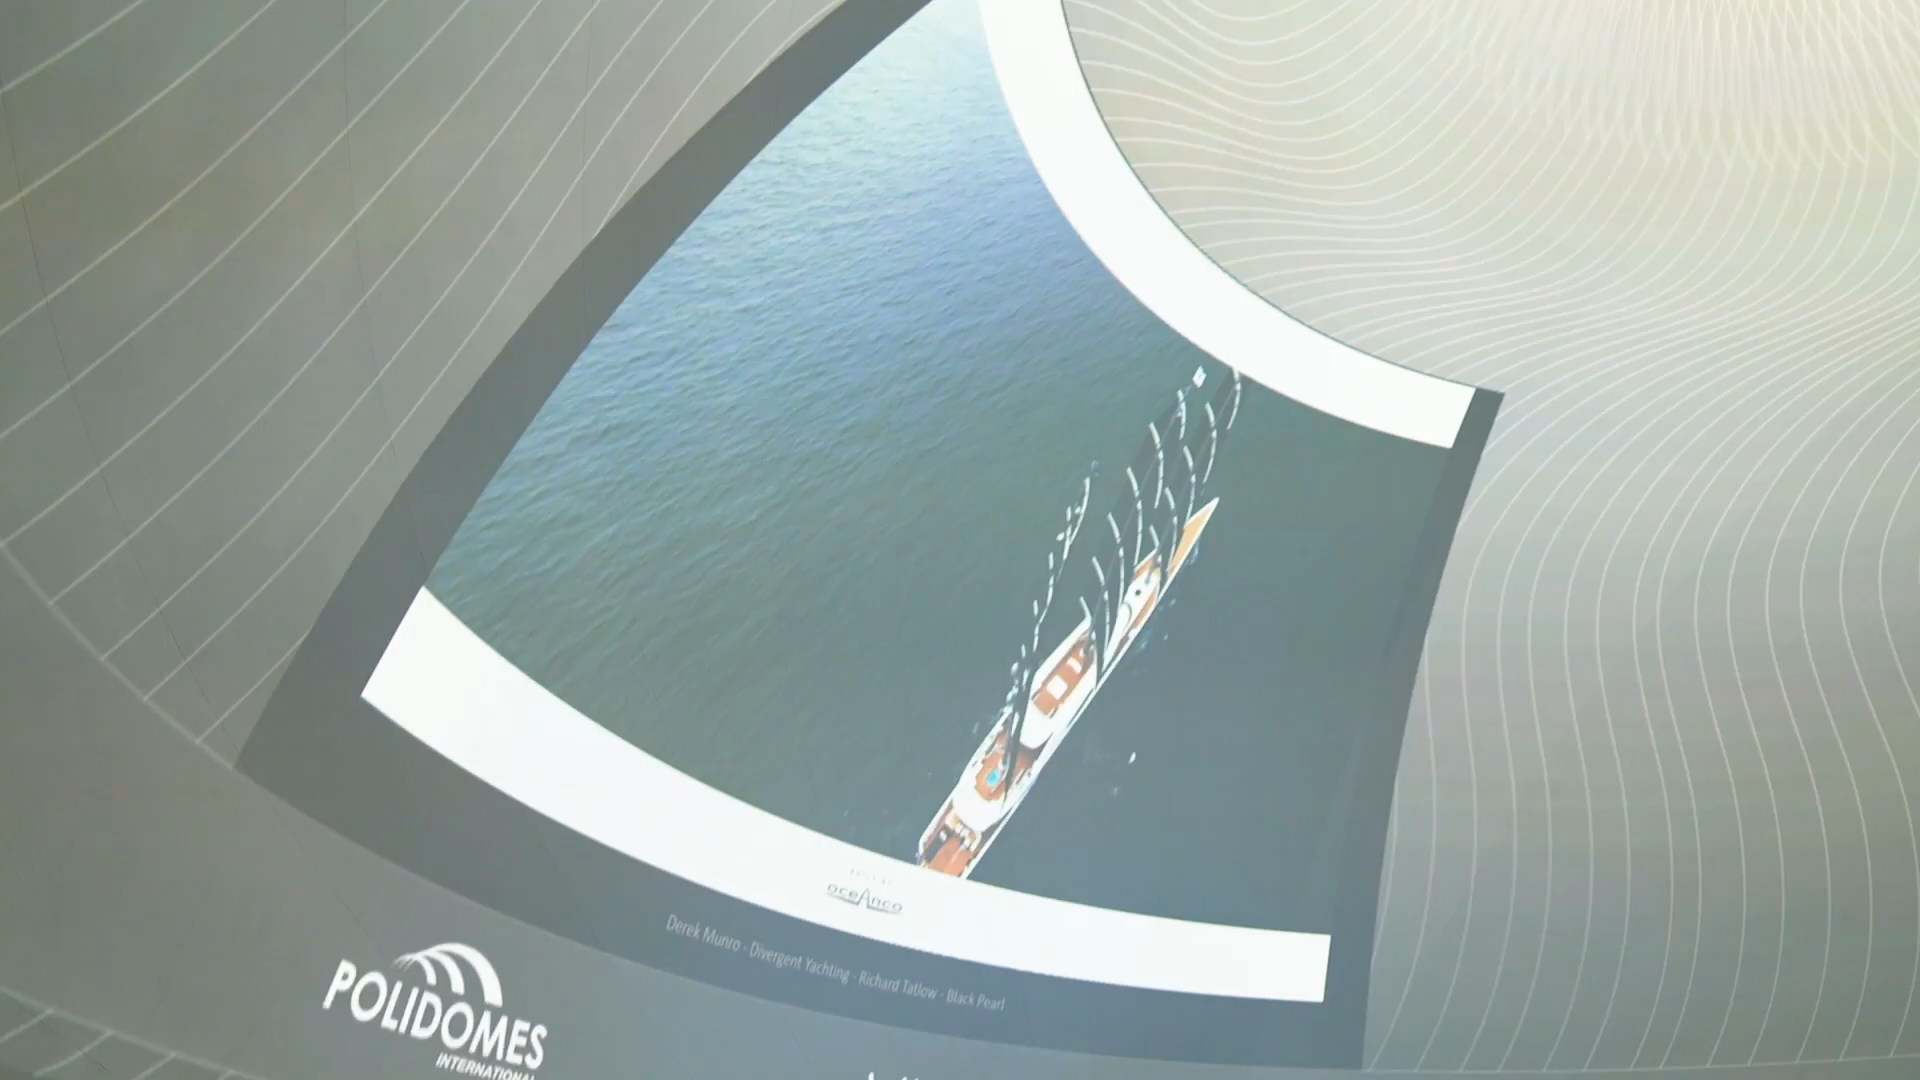 oceAnco
Derek Munro - Divergent Yachting - Richard Tatlow - Black Pearl
POLIDOMES
INTERNATIONAL